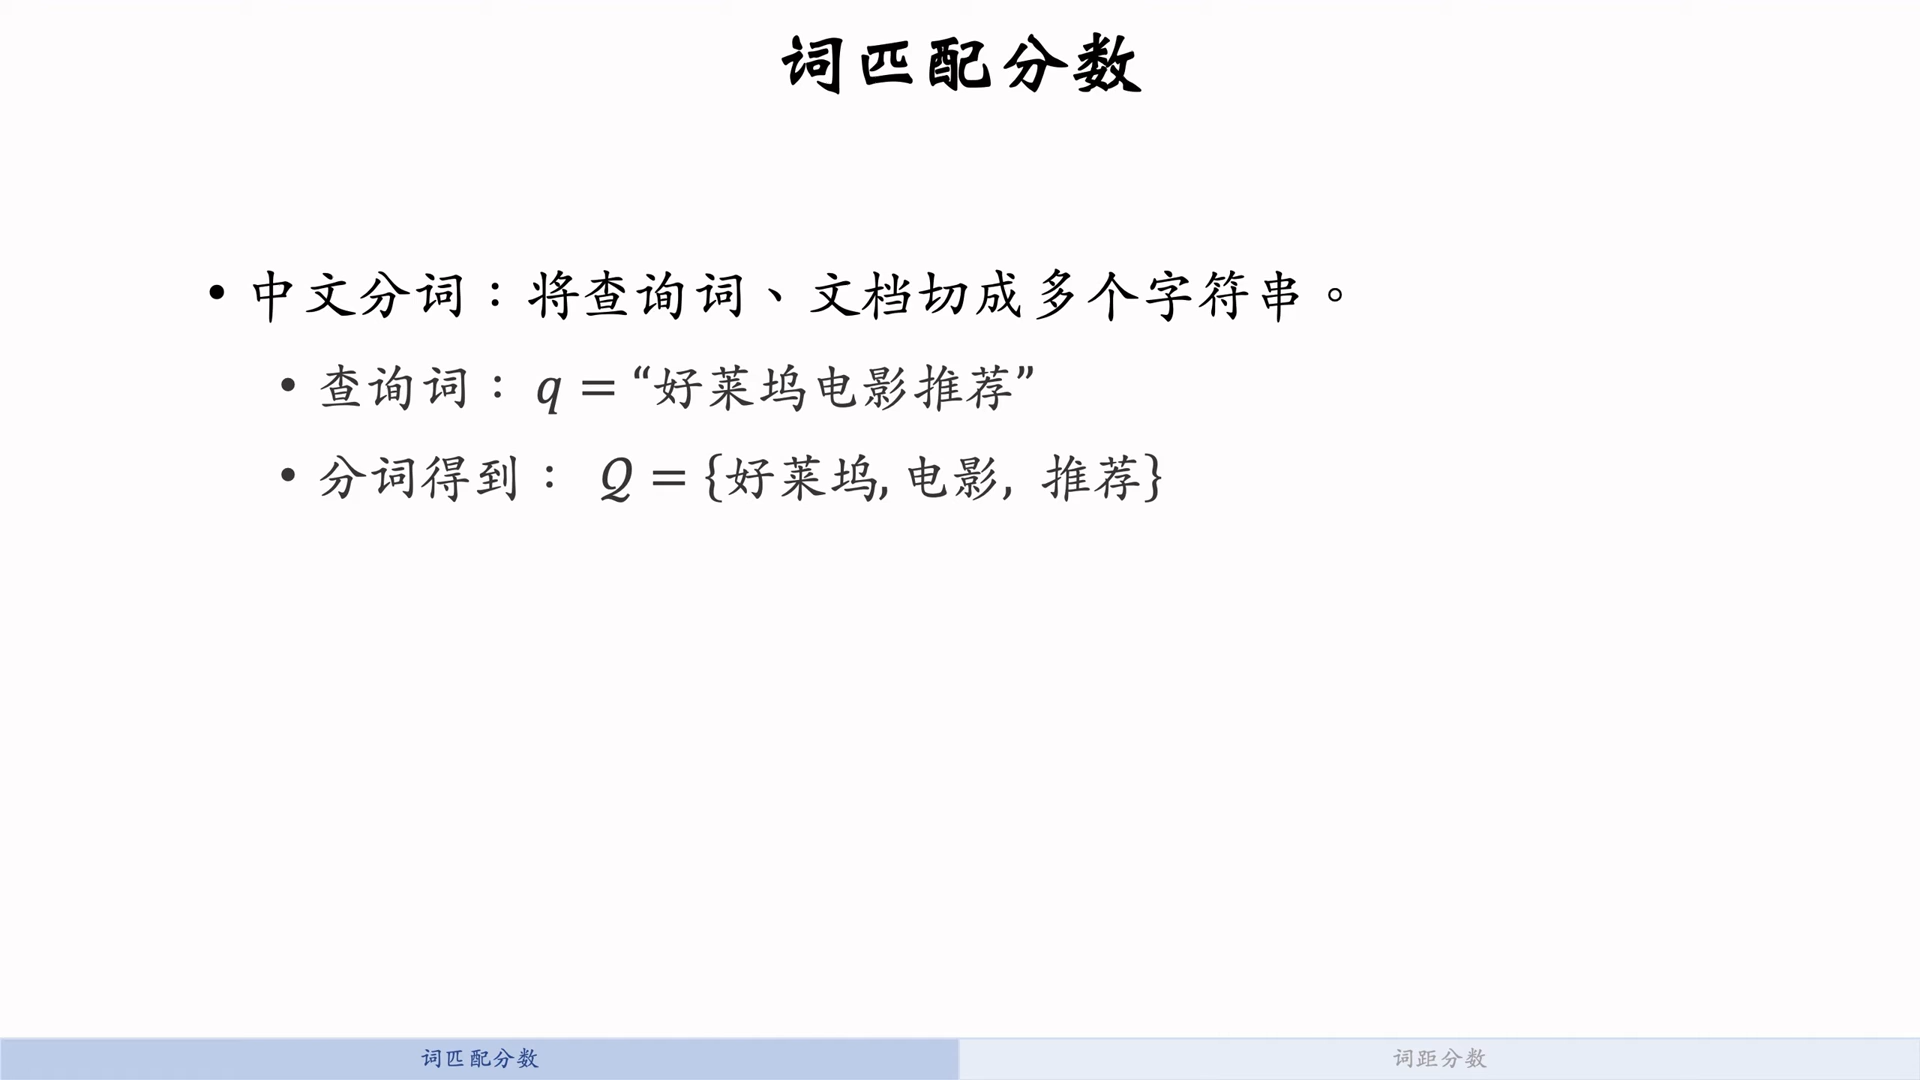 词匹配分数
• 中文分词：将查询词、文档切成多个字符串。
• 查询词： q = “好莱坞电影推荐”
• 分词得到： Q = {好莱坞, 电影, 推荐}
词匹配分数
词距分数